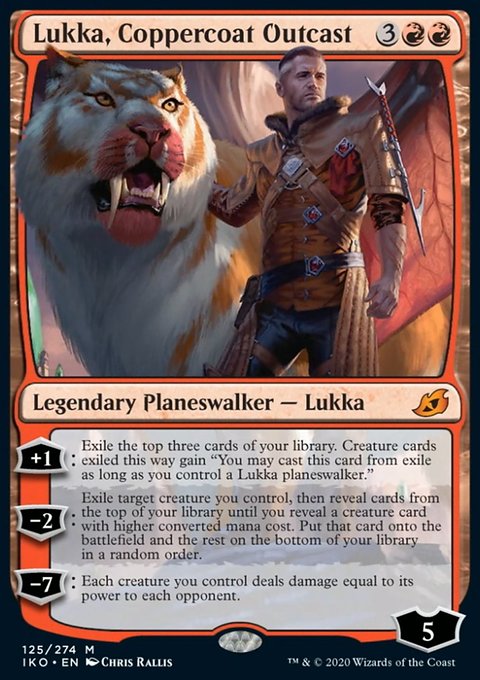 Lukka, Coppercoat Outcast 3
Legendary Planeswalker — Lukka
+1: Exile the top three cards of your library. Creature cards
exiled this way gain “You may cast this card from exile
as long as you control a Lukka planeswalker.”
−2: Exile target creature you control, then reveal cards from
the top of your library until you reveal a creature card
with higher converted mana cost. Put that card onto the
battlefield and the rest on the bottom of your library
in a random order.
−7: Each creature you control deals damage equal to its
power to each opponent.
5
125/274 M
IKO • EN Chris Rallis
™ & © 2020 Wizards of the Coast